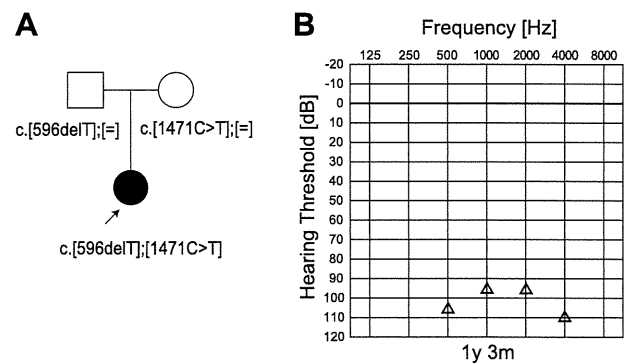 A
c.[596delT];[=]
c.[1471C>T];[=]
c.[596delT];[1471C>T]
B
Frequency [Hz]
125 250 500 1000 2000 4000 8000
Hearing Threshold [dB]
-20
-10
0
10
20
30
40
50
60
70
80
90
100
110
120
1y 3m